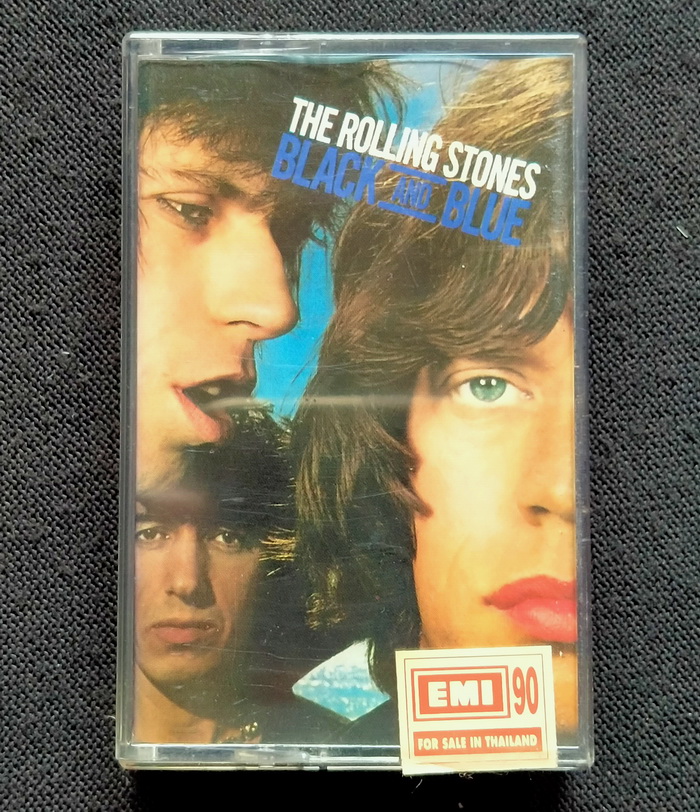 THE ROLLING STONES
BLACK AND BLUE
EMI 90
FOR SALE IN THAILAND